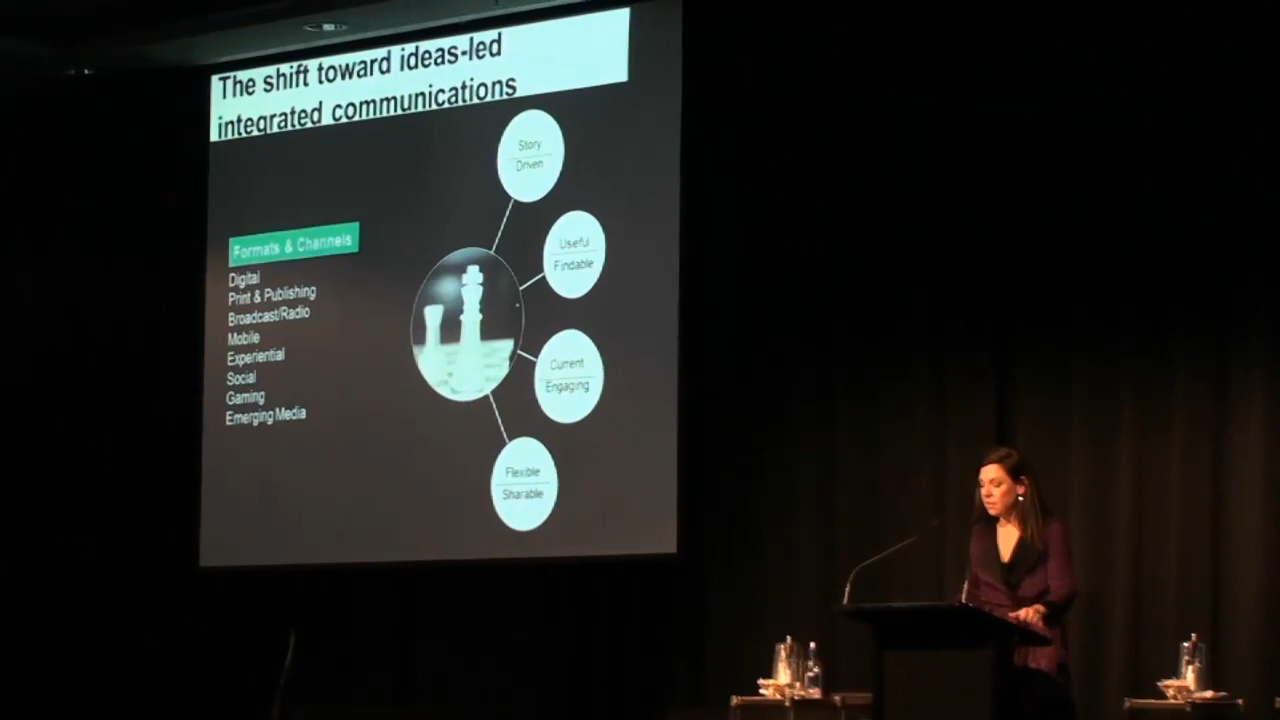 The shift toward ideas-led
integrated communications
Formats & Channels
Digital
Print & Publishing
Broadcast/Radio
Mobile
Experiential
Social
Gaming
Emerging Media
Story
Driven
Useful
Findable
Current
Engaging
Flexible
Sharable